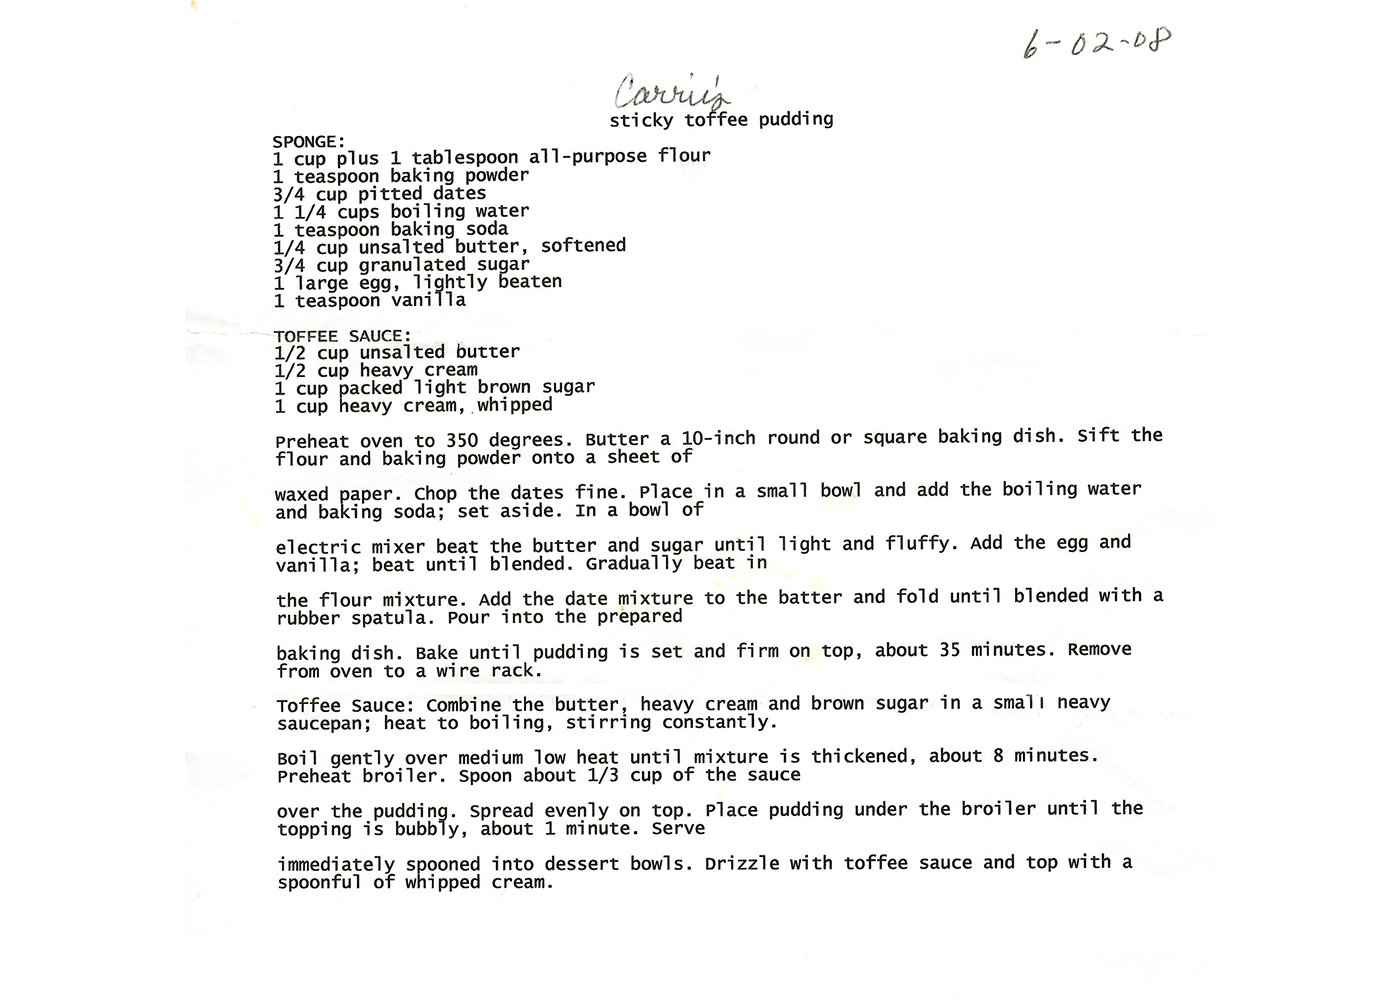 6-02-08
Carrie's
sticky toffee pudding
SPONGE:
1 cup plus 1 tablespoon all-purpose flour
1 teaspoon baking powder
3/4 cup pitted dates
1 1/4 cups boiling water
1 teaspoon baking soda
1/4 cup unsalted butter, softened
3/4 cup granulated sugar
1 large egg, lightly beaten
1 teaspoon vanilla
TOFFEE SAUCE:
1/2 cup unsalted butter
1/2 cup heavy cream
1 cup packed light brown sugar
1 cup heavy cream, whipped
Preheat oven to 350 degrees. Butter a 10-inch round or square baking dish. Sift the
flour and baking powder onto a sheet of
waxed paper. Chop the dates fine. Place in a small bowl and add the boiling water
and baking soda; set aside. In a bowl of
electric mixer beat the butter and sugar until light and fluffy. Add the egg and
vanilla; beat until blended. Gradually beat in
the flour mixture. Add the date mixture to the batter and fold until blended with a
rubber spatula. Pour into the prepared
baking dish. Bake until pudding is set and firm on top, about 35 minutes. Remove
from oven to a wire rack.
Toffee Sauce: Combine the butter, heavy cream and brown sugar in a small heavy
saucepan; heat to boiling, stirring constantly.
Boil gently over medium low heat until mixture is thickened, about 8 minutes.
Preheat broiler. Spoon about 1/3 cup of the sauce
over the pudding. Spread evenly on top. Place pudding under the broiler until the
topping is bubbly, about 1 minute. Serve
immediately spooned into dessert bowls. Drizzle with toffee sauce and top with a
spoonful of whipped cream.